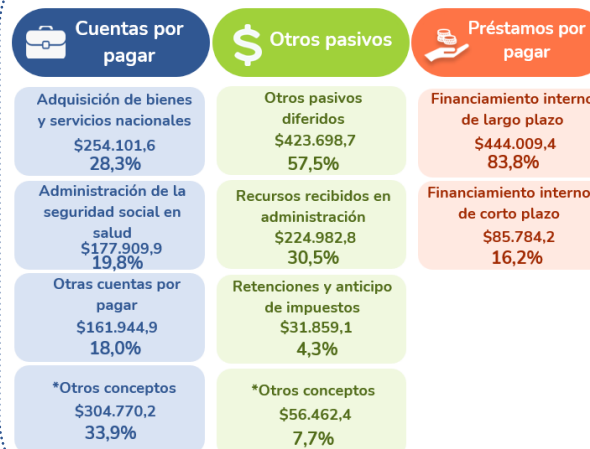 Cuentas por
pagar
Adquisición de bienes
y servicios nacionales
$254.101,6
28,3%
Administración de la
seguridad social en
salud
$177.909,9
19,8%
Otras cuentas por
pagar
$161.944,9
18,0%
*Otros conceptos
$304.770,2
33,9%
Otros pasivos
Otros pasivos
diferidos
$423.698,7
57,5%
Recursos recibidos en
administración
$224.982,8
30,5%
Retenciones y anticipo
de impuestos
$31.859,1
4,3%
*Otros conceptos
$56.462,4
7,7%
Préstamos por
pagar
Financiamiento interno
de largo plazo
$444.009,4
83,8%
Financiamiento interno
de corto plazo
$85.784,2
16,2%